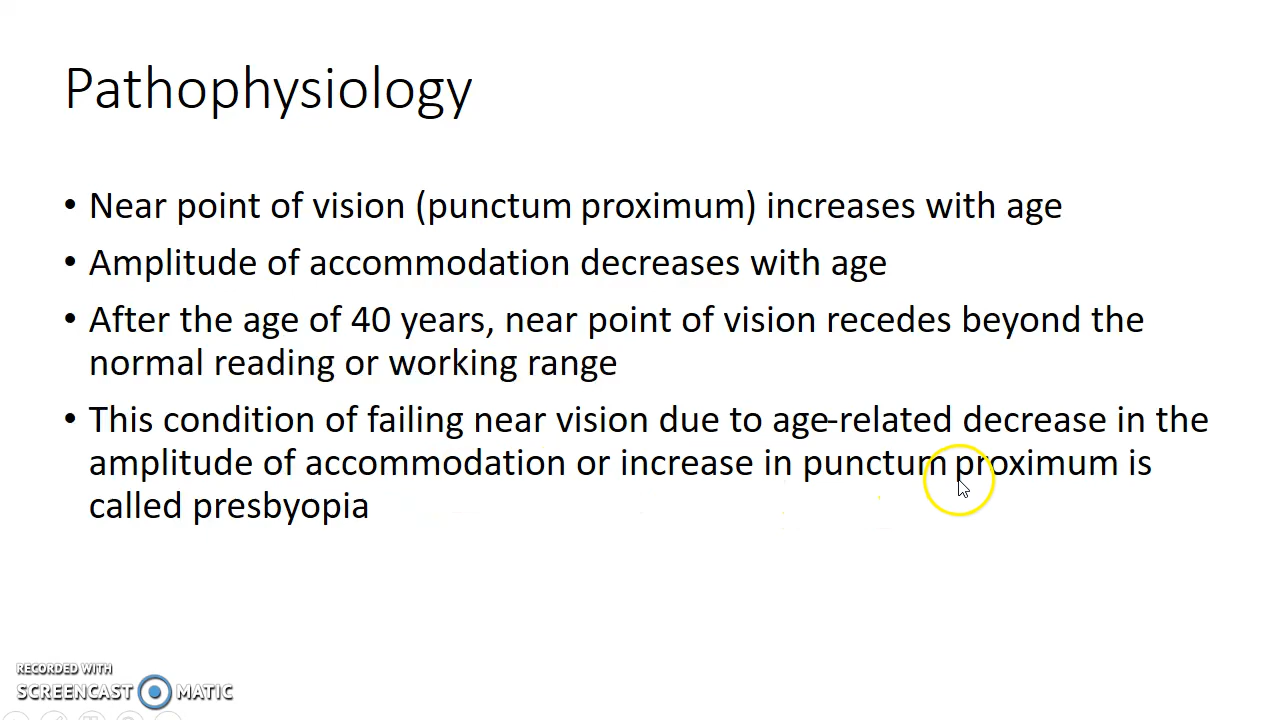 Pathophysiology
• Near point of vision (punctum proximum) increases with age
• Amplitude of accommodation decreases with age
• After the age of 40 years, near point of vision recedes beyond the
normal reading or working range
• This condition of failing near vision due to age-related decrease in the
amplitude of accommodation or increase in punctum proximum is
called presbyopia
RECORDED WITH
SCREENCAST MATIC